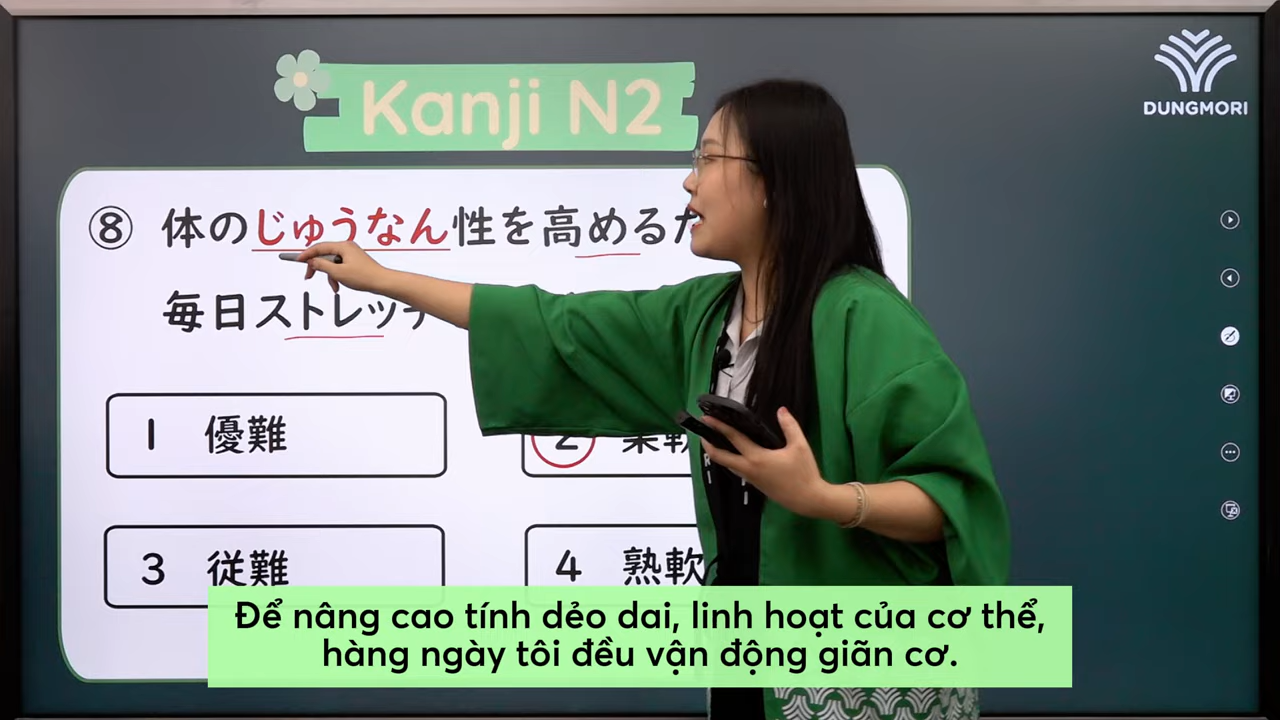 Kanji N2
DUNGMORI
⑧ 体のじゅうなん性を高める
毎日ストレッチ
1 優難
2
3 従難
4 熟軟
Để nâng cao tính dẻo dai, linh hoạt của cơ thể,
hàng ngày tôi đều vận động giãn cơ.